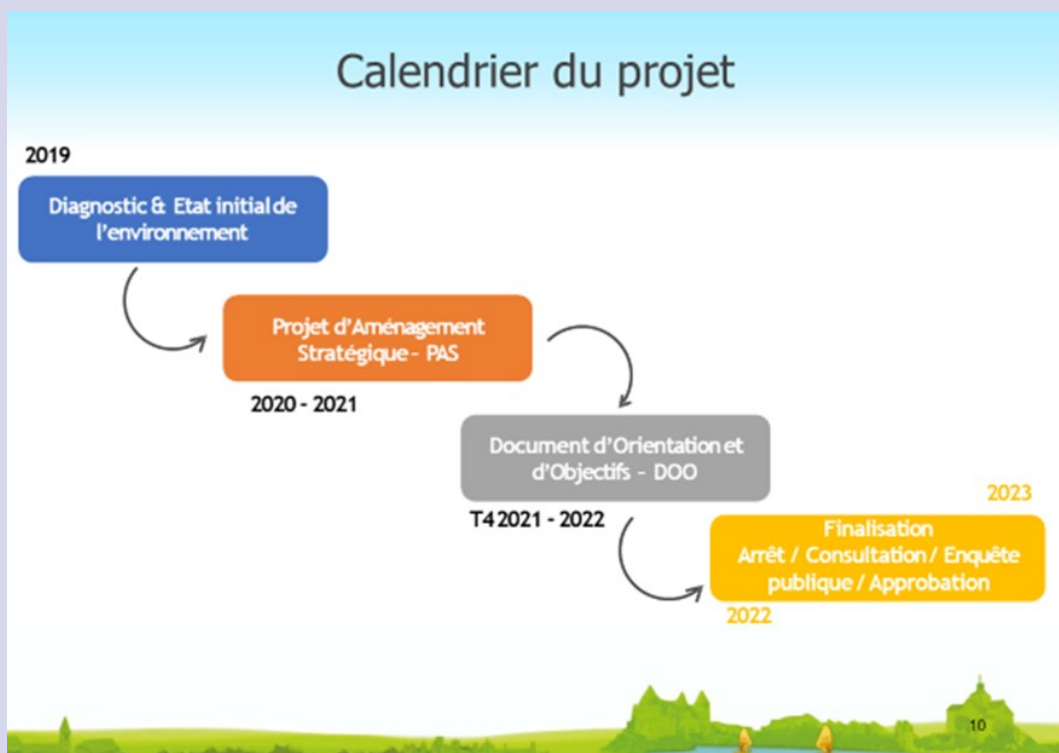 Calendrier du projet
2019
Diagnostic & Etat initial de
l'environnement
Projet d'Aménagement
Stratégique - PAS
2020 - 2021
Document d'Orientation et
d'Objectifs - DOO
T4 2021 - 2022
2023
Finalisation
Arrêt / Consultation / Enquête
publique / Approbation
2022
10